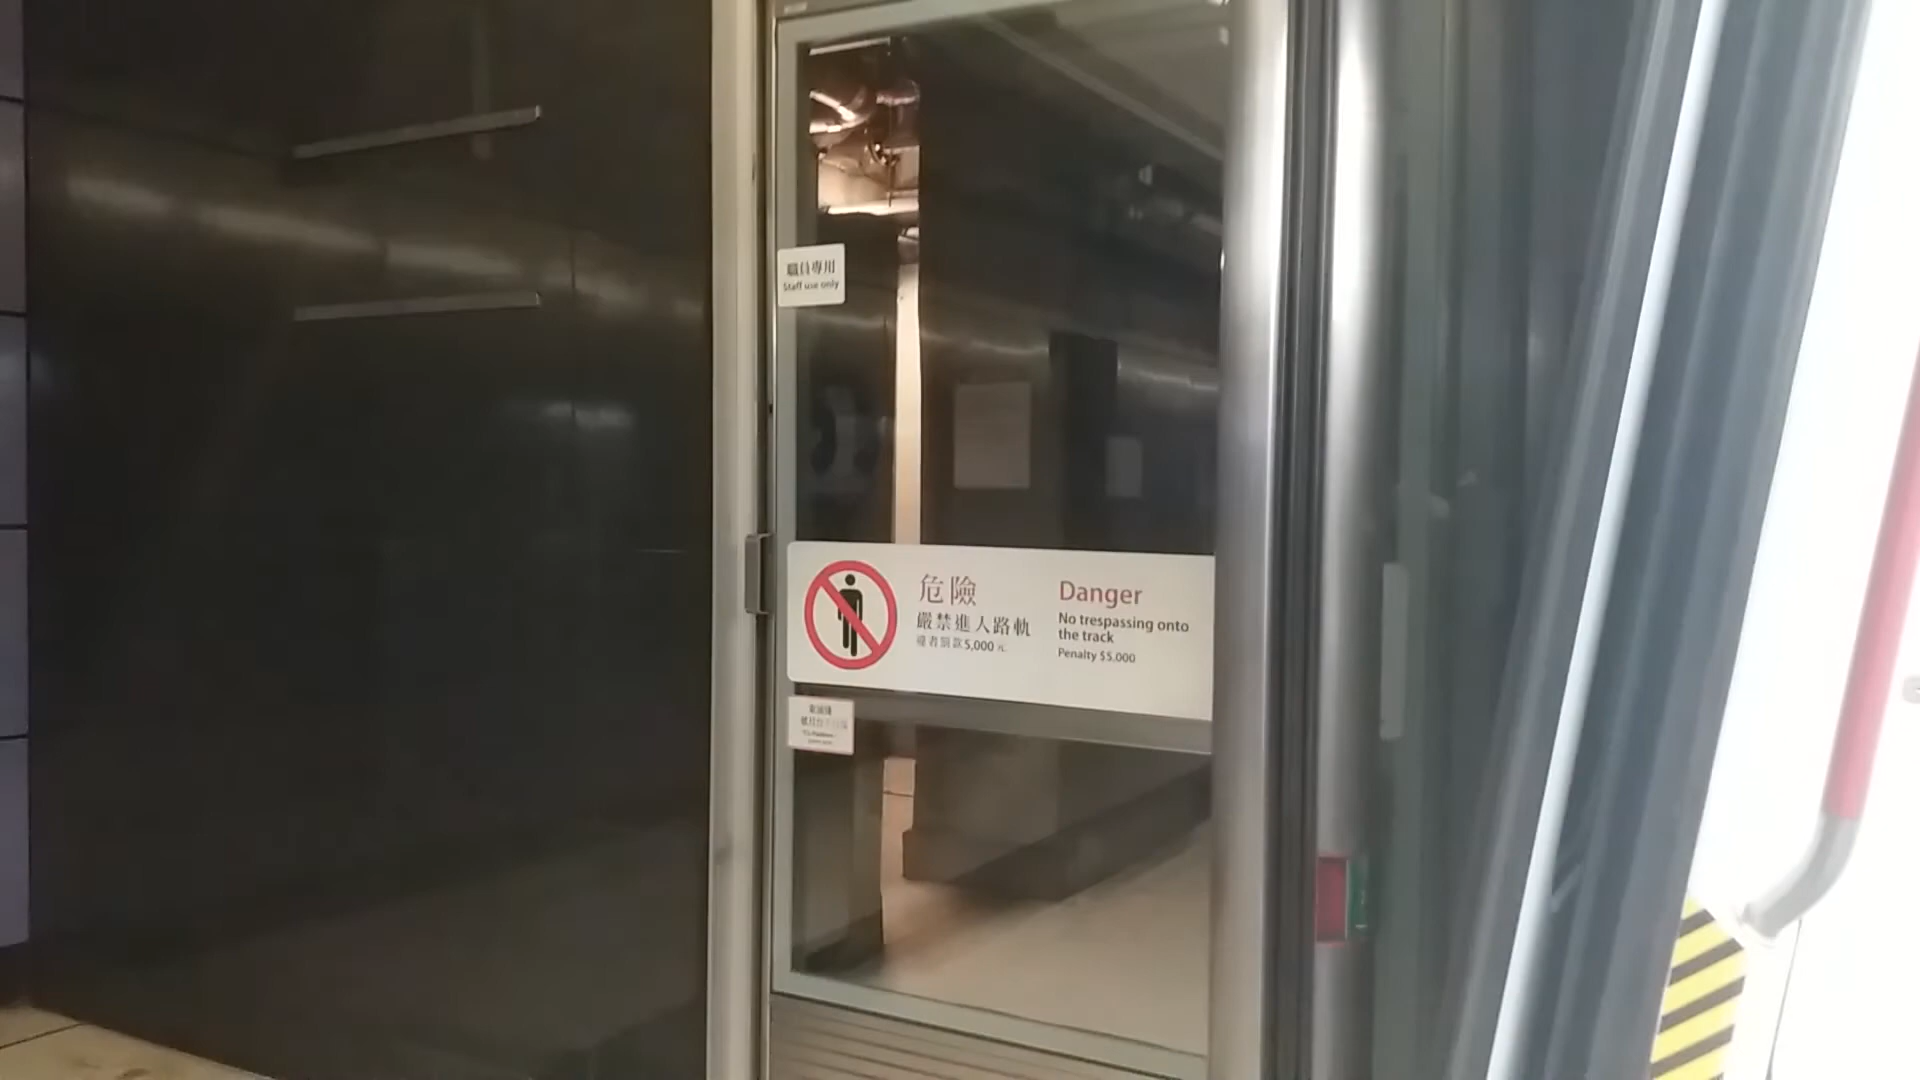 職員專用
Staff use only
危險
嚴禁進入路軌
違者罰款5,000元
Danger
No trespassing onto
the track
Penalty $5,000